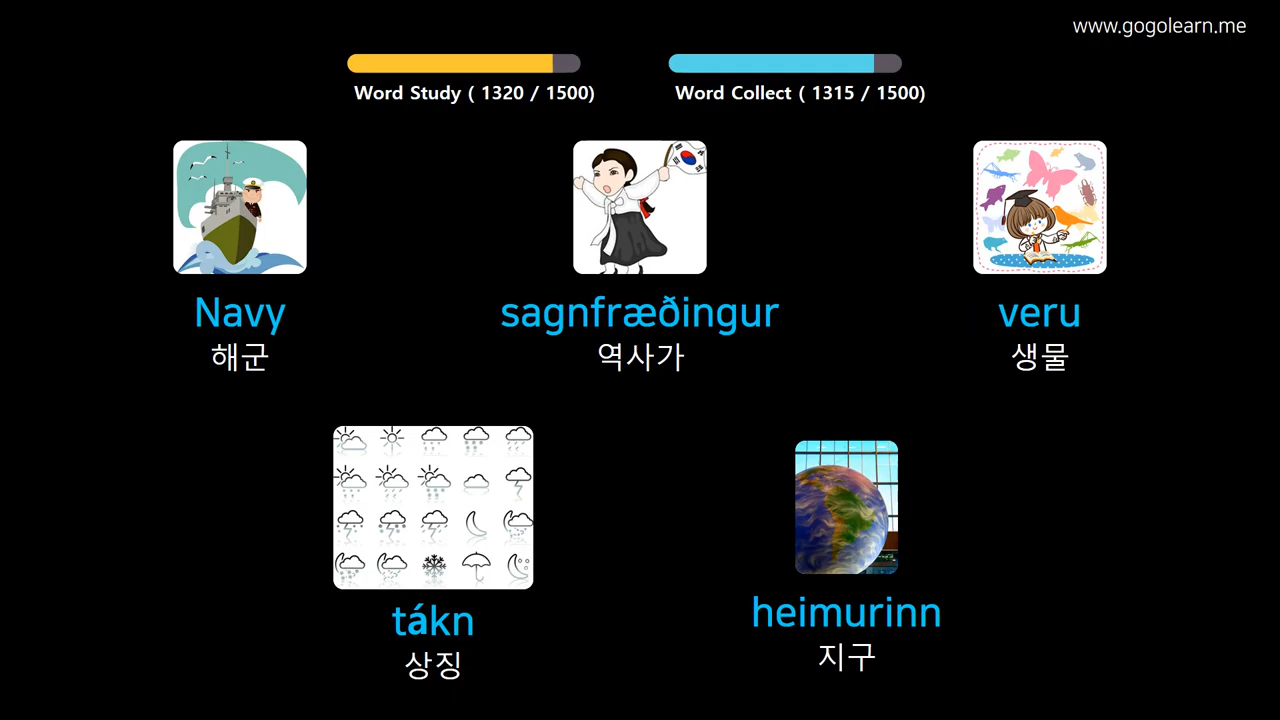 www.gogolearn.me
Word Study ( 1320 / 1500)
Word Collect ( 1315 / 1500)
Navy
해군
sagnfræðingur
역사가
veru
생물
tákn
상징
heimurinn
지구